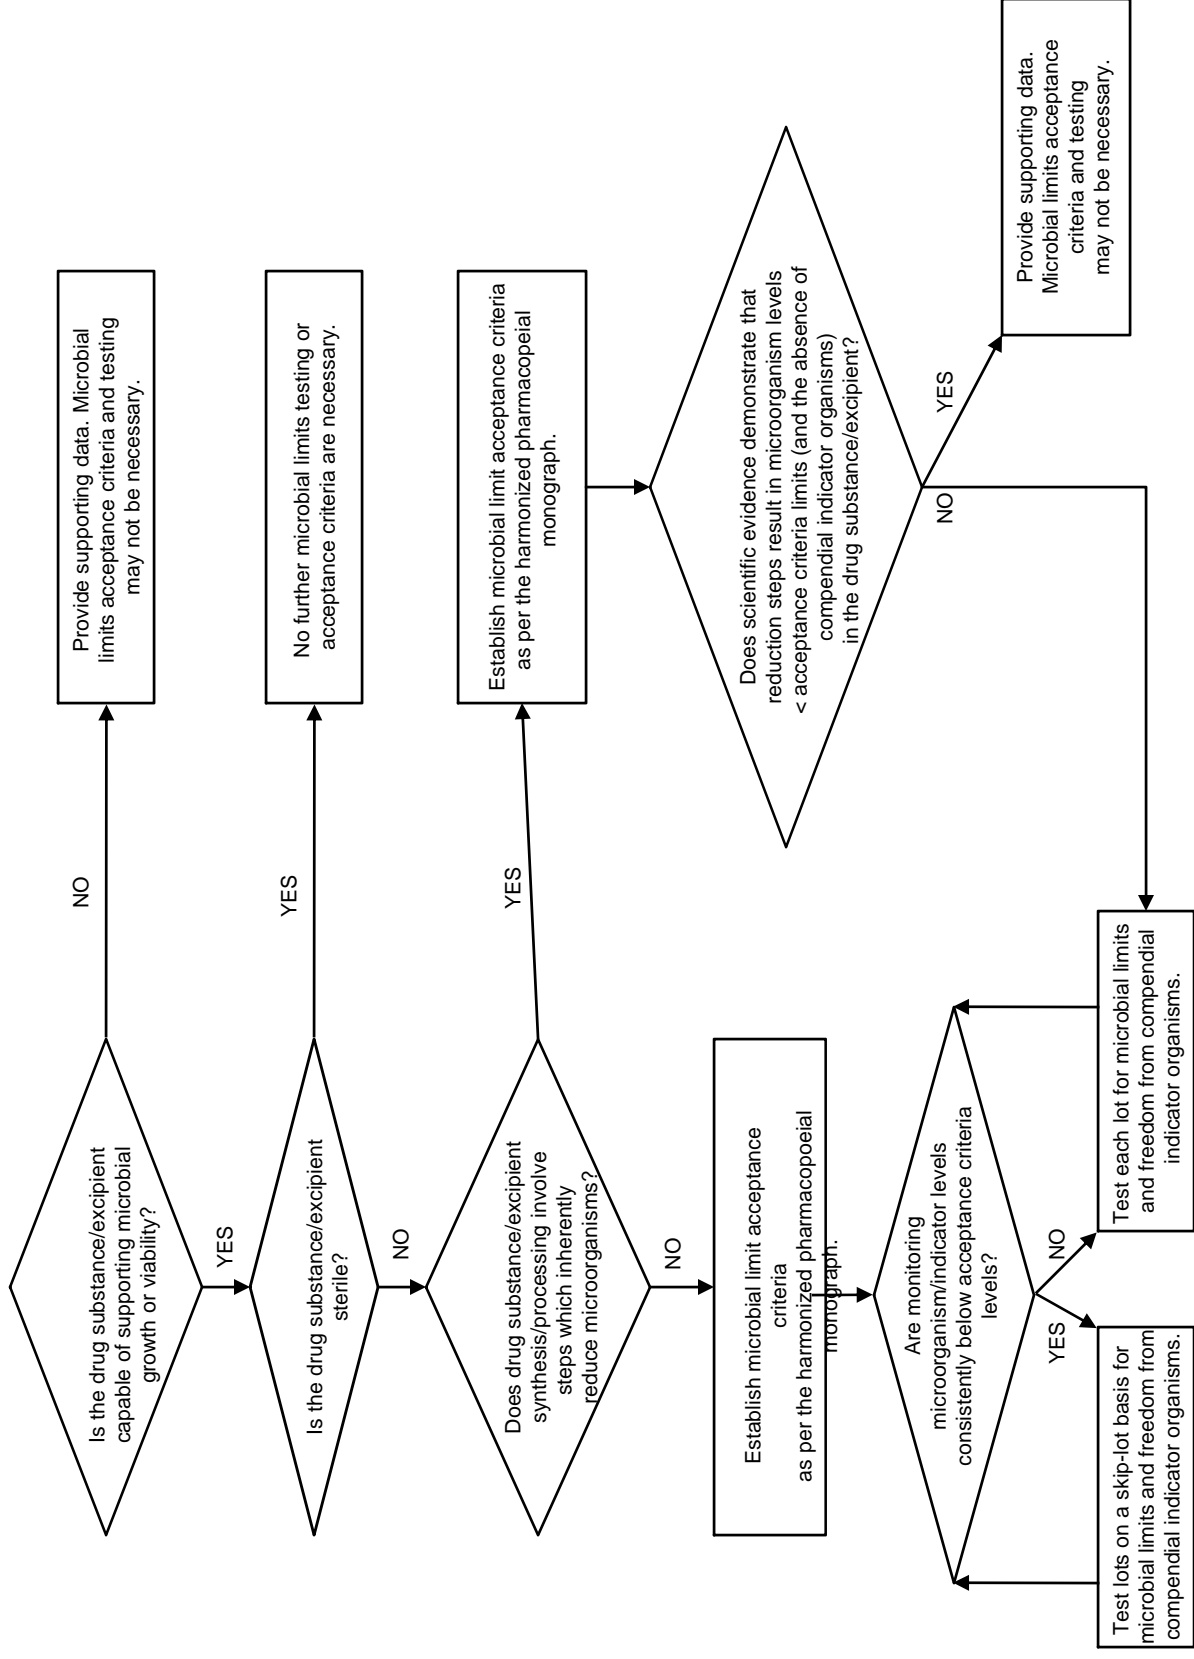 Is the drug substance/excipient
capable of supporting microbial
growth or viability?
NO
Provide supporting data. Microbial
limits acceptance criteria and testing
may not be necessary.
YES
Is the drug substance/excipient
sterile?
YES
No further microbial limits testing or
acceptance criteria are necessary.
NO
Does drug substance/excipient
synthesis/processing involve
steps which inherently
reduce microorganisms?
YES
Establish microbial limit acceptance criteria
as per the harmonized pharmacopeial
monograph.
NO
Establish microbial limit acceptance
criteria
as per the harmonized pharmacopoeial
monograph.
Does scientific evidence demonstrate that
reduction steps result in microorganism levels
< acceptance criteria limits (and the absence of
compendial indicator organisms)
in the drug substance/excipient?
NO
YES
Provide supporting data.
Microbial limits acceptance
criteria and testing
may not be necessary.
Are monitoring
microorganism/indicator levels
consistently below acceptance criteria
levels?
YES
NO
Test lots on a skip-lot basis for
microbial limits and freedom from
compendial indicator organisms.
Test each lot for microbial limits
and freedom from compendial
indicator organisms.